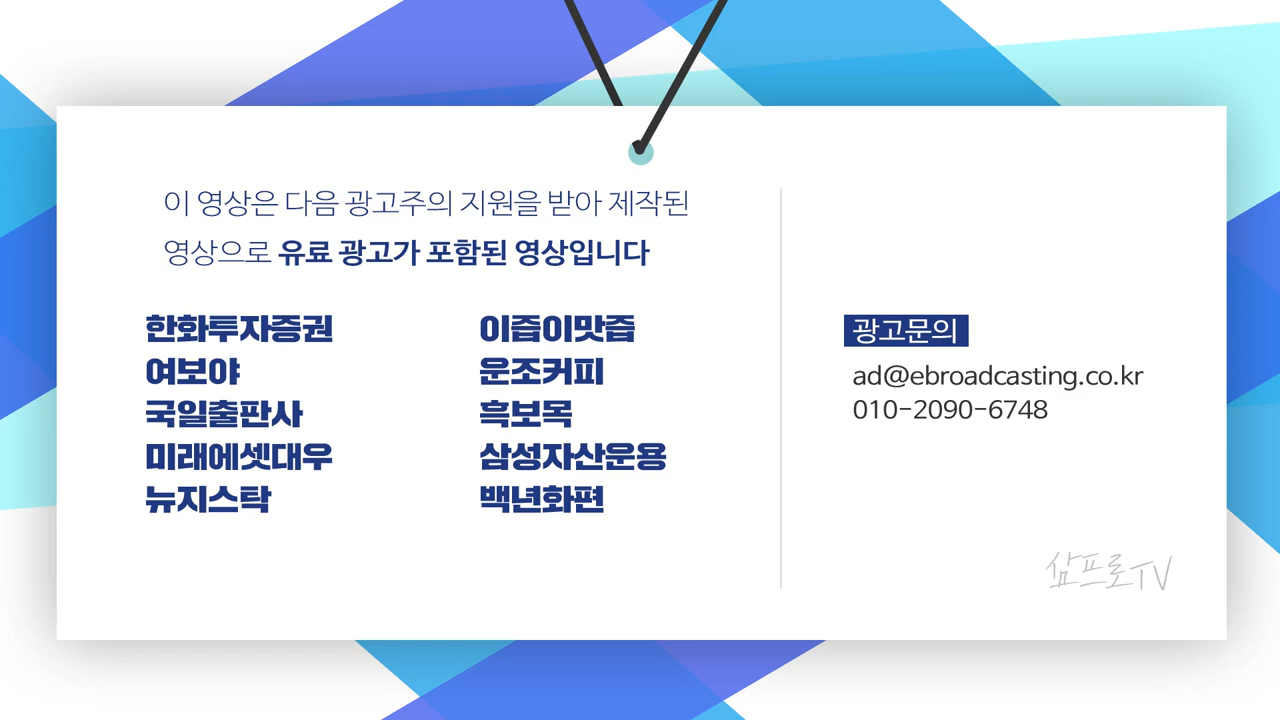 이 영상은 다음 광고주의 지원을 받아 제작된
영상으로 유료 광고가 포함된 영상입니다
한화투자증권
여보야
국일출판사
미래에셋대우
뉴지스탁
이즙이맛즙
운조커피
흑보목
삼성자산운용
백년화편
광고문의
ad@ebroadcasting.co.kr
010-2090-6748
삼프로TV